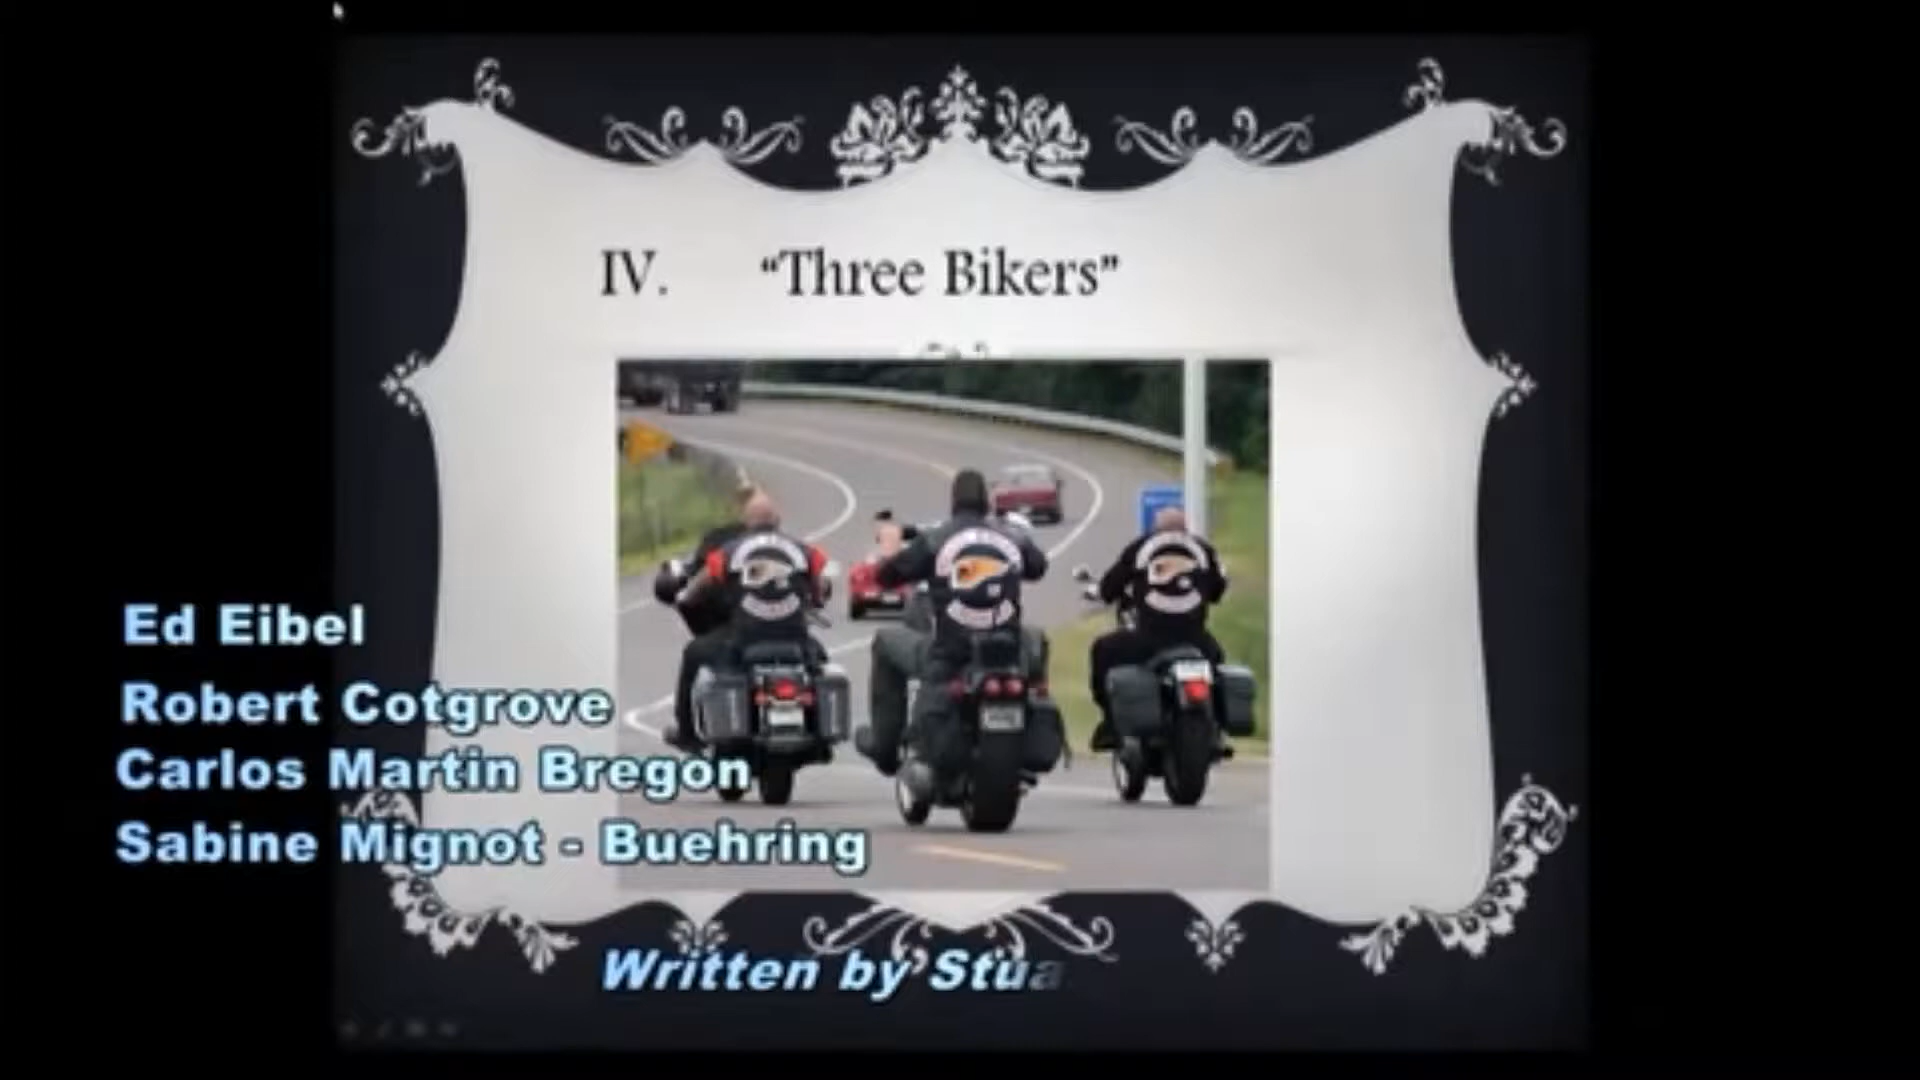 IV. “Three Bikers”
Ed Eibel
Robert Cotgrove
Carlos Martin Bregon
Sabine Mignot - Buehring
Written by Stua